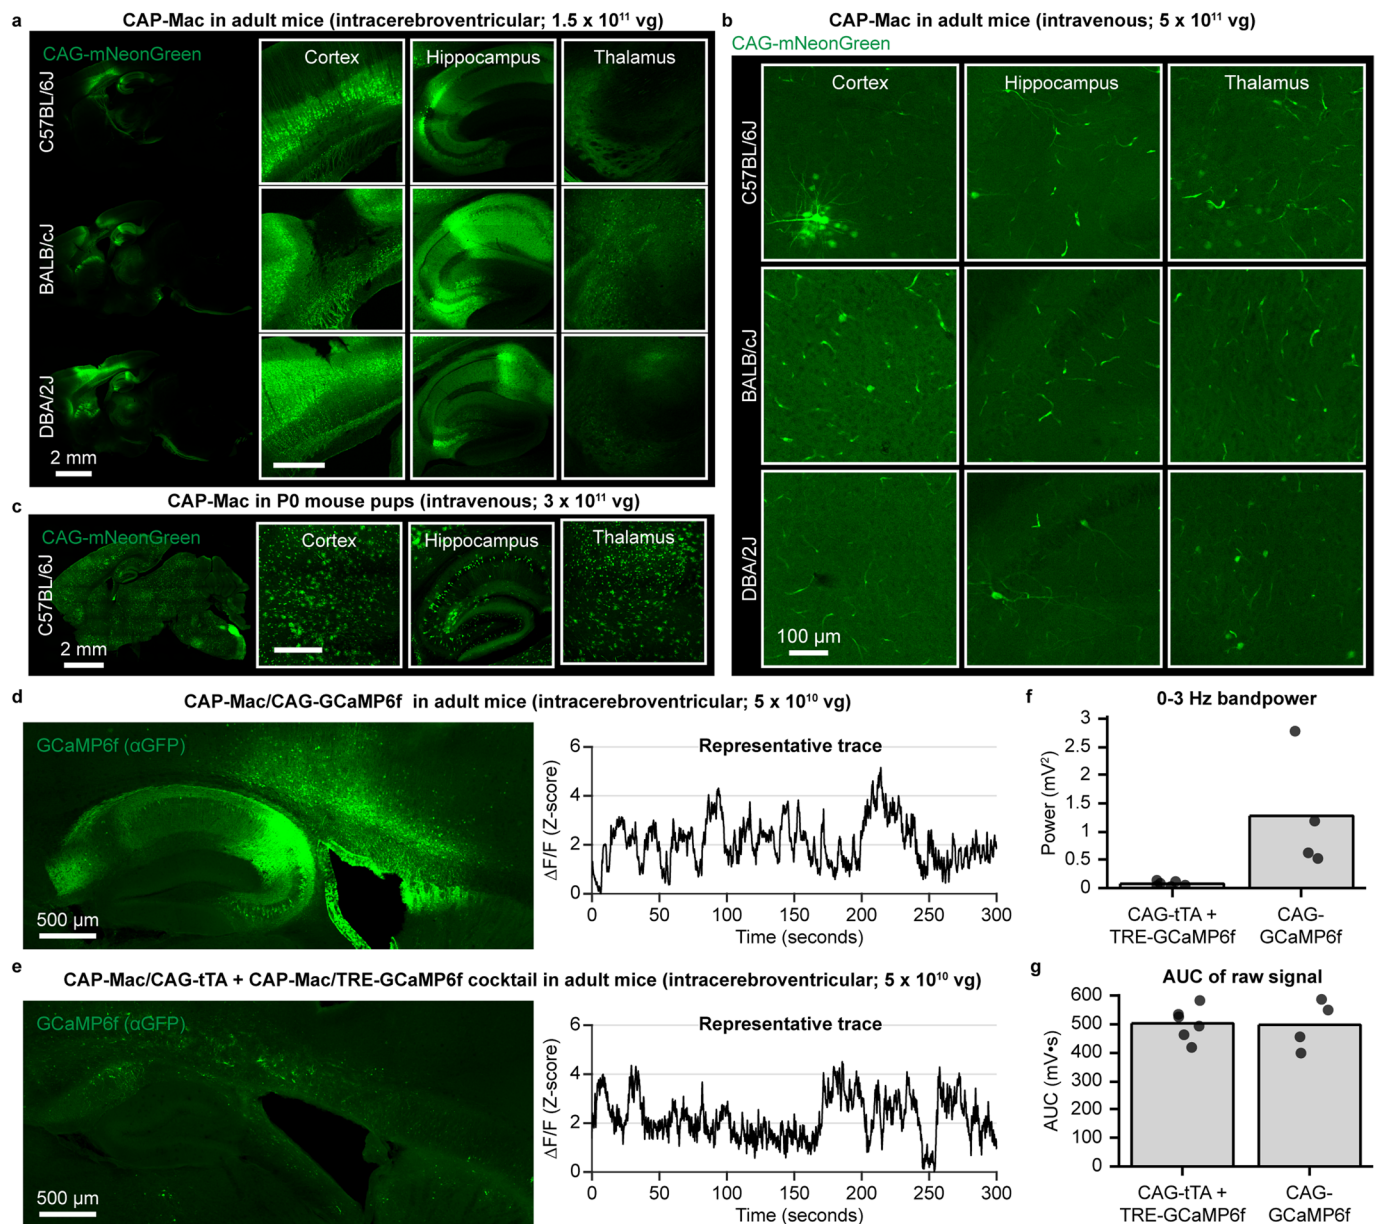 a
CAP-Mac in adult mice (intracerebroventricular; 1.5 x 10¹¹ vg)
CAG-mNeonGreen
Cortex
Hippocampus
Thalamus
C57BL/6J
BALB/cJ
DBA/2J
2 mm
b
CAP-Mac in adult mice (intravenous; 5 x 10¹¹ vg)
CAG-mNeonGreen
Cortex
Hippocampus
Thalamus
C57BL/6J
BALB/cJ
DBA/2J
100 µm
c
CAP-Mac in P0 mouse pups (intravenous; 3 x 10¹¹ vg)
CAG-mNeonGreen
Cortex
Hippocampus
Thalamus
C57BL/6J
2 mm
d
CAP-Mac/CAG-GCaMP6f in adult mice (intracerebroventricular; 5 x 10¹⁰ vg)
GCaMP6f (αGFP)
500 µm
Representative trace
ΔF/F (Z-score)
6
4
2
0
0 50 100 150 200 250 300
Time (seconds)
e
CAP-Mac/CAG-tTA + CAP-Mac/TRE-GCaMP6f cocktail in adult mice (intracerebroventricular; 5 x 10¹⁰ vg)
GCaMP6f (αGFP)
500 µm
Representative trace
ΔF/F (Z-score)
6
4
2
0
0 50 100 150 200 250 300
Time (seconds)
f
0-3 Hz bandpower
Power (mV²)
3
2.5
2
1.5
1
0.5
0
CAG-tTA +
TRE-GCaMP6f
CAG-
GCaMP6f
g
AUC of raw signal
AUC (mV•s)
600
500
400
300
200
100
0
CAG-tTA +
TRE-GCaMP6f
CAG-
GCaMP6f